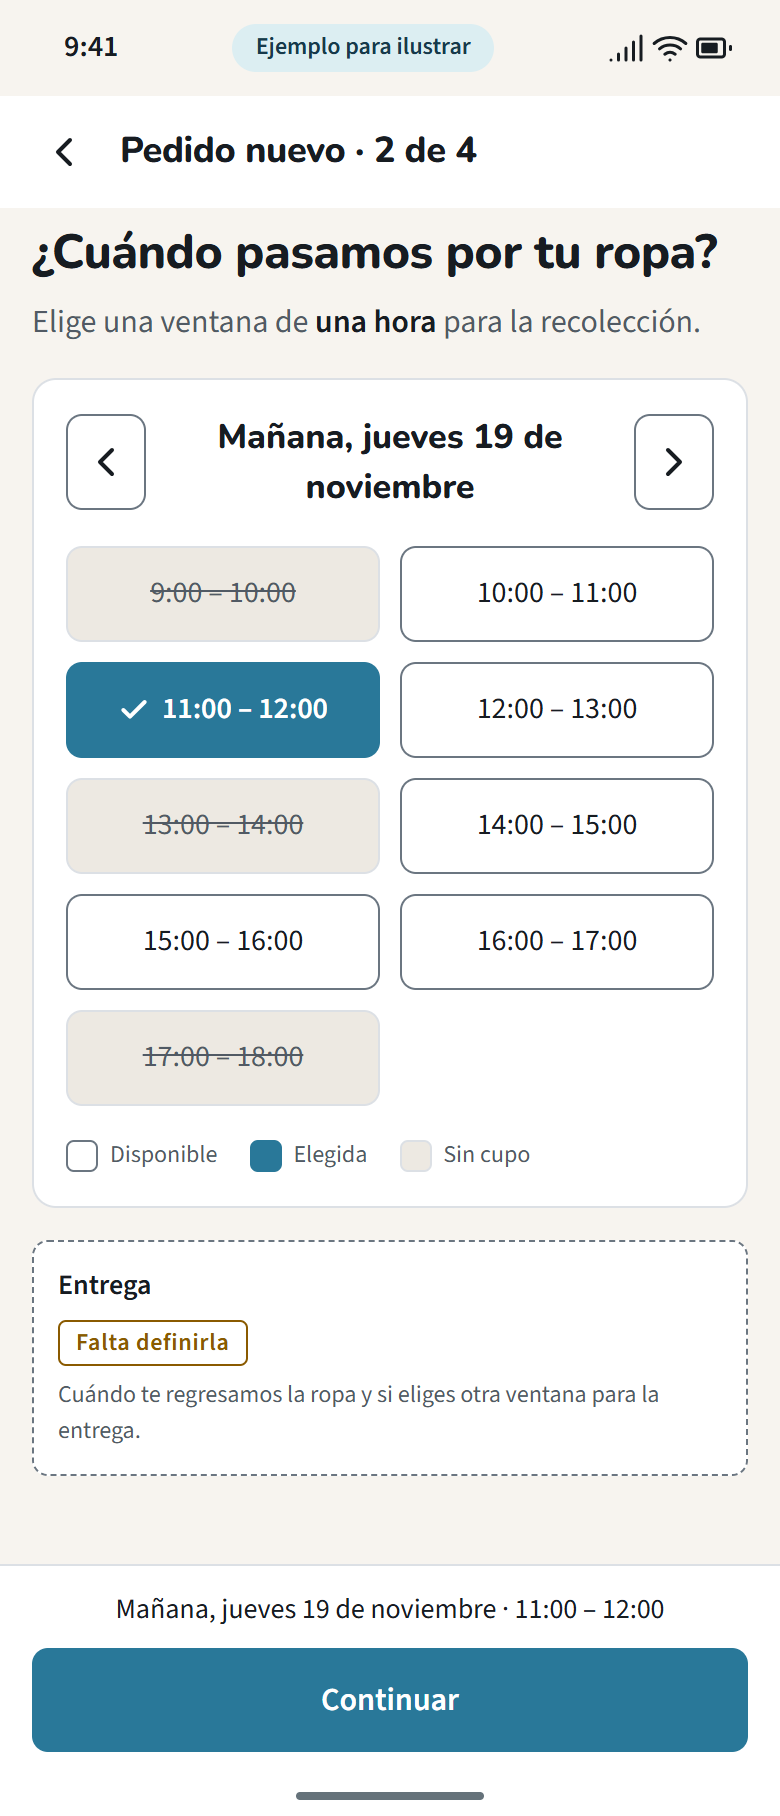 9:41
Ejemplo para ilustrar
Pedido nuevo · 2 de 4
¿Cuándo pasamos por tu ropa?
Elige una ventana de una hora para la recolección.
Mañana, jueves 19 de
noviembre
9:00 – 10:00
10:00 – 11:00
11:00 – 12:00
12:00 – 13:00
13:00 – 14:00
14:00 – 15:00
15:00 – 16:00
16:00 – 17:00
17:00 – 18:00
Disponible
Elegida
Sin cupo
Entrega
Falta definirla
Cuándo te regresamos la ropa y si eliges otra ventana para la
entrega.
Mañana, jueves 19 de noviembre · 11:00 – 12:00
Continuar